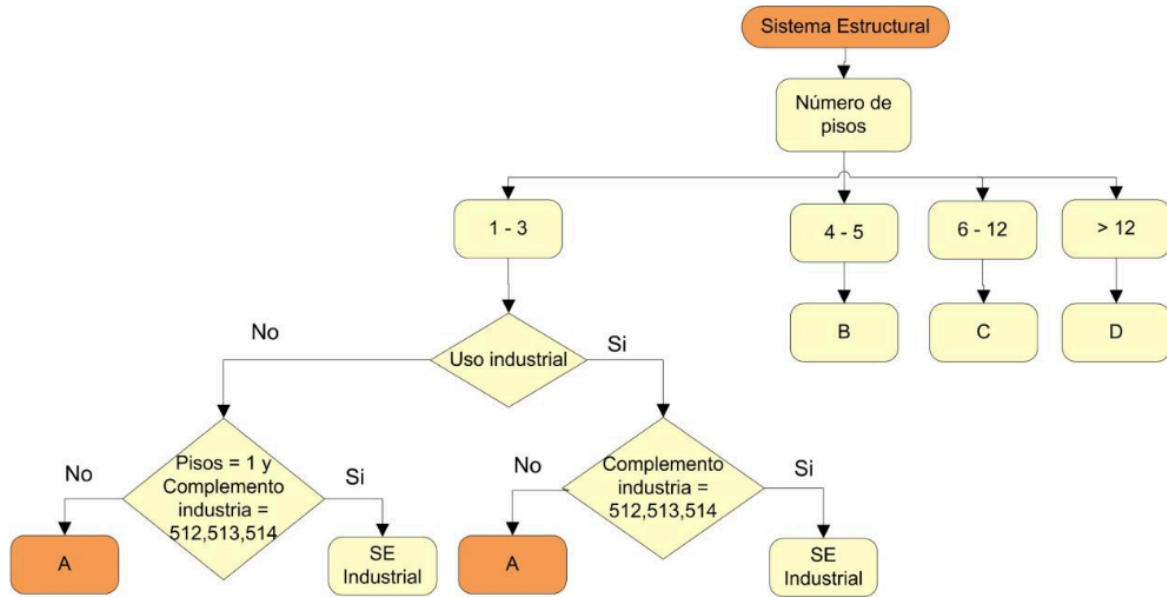 Sistema Estructural
Número de
pisos
1 - 3
4 - 5
6 - 12
> 12
B
C
D
No
Uso industrial
Si
No
Pisos = 1 y
Complemento
industria =
512,513,514
Si
No
Complemento
industria =
512,513,514
Si
A
SE
Industrial
A
SE
Industrial